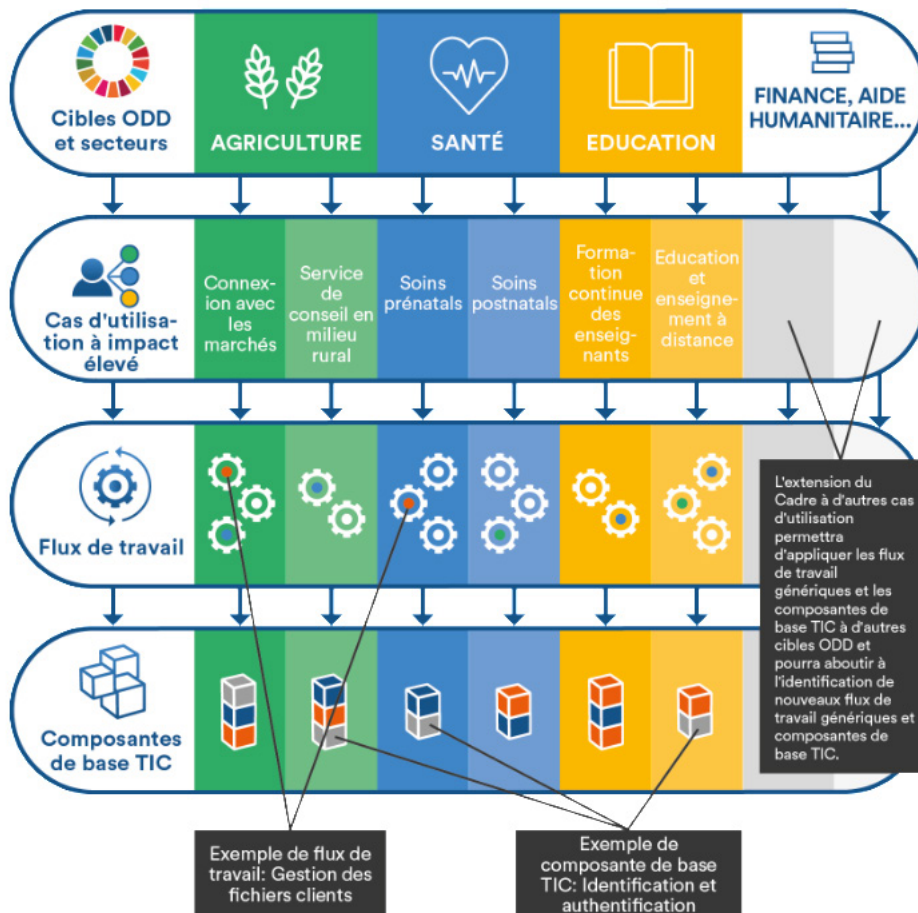 Cibles ODD
et secteurs
AGRICULTURE
SANTÉ
EDUCATION
FINANCE, AIDE
HUMANITAIRE...
Cas d'utilisa-
tion à impact
élevé
Connex-
ion avec
les
marchés
Service
de
conseil en
milieu
rural
Soins
prénatals
Soins
postnatals
Forma-
tion
continue
des
enseig-
nants
Education
et
enseigne-
ment à
distance
Flux de travail
L'extension du
Cadre à d'autres cas
d'utilisation
permettra
d'appliquer les flux
de travail
génériques et les
composantes de
base TIC à d'autres
cibles ODD et
pourra aboutir à
l'identification de
nouveaux flux de
travail génériques et
composantes de
base TIC.
Composantes
de base TIC
Exemple de flux de
travail: Gestion des
fichiers clients
Exemple de
composante de base
TIC: Identification et
authentification